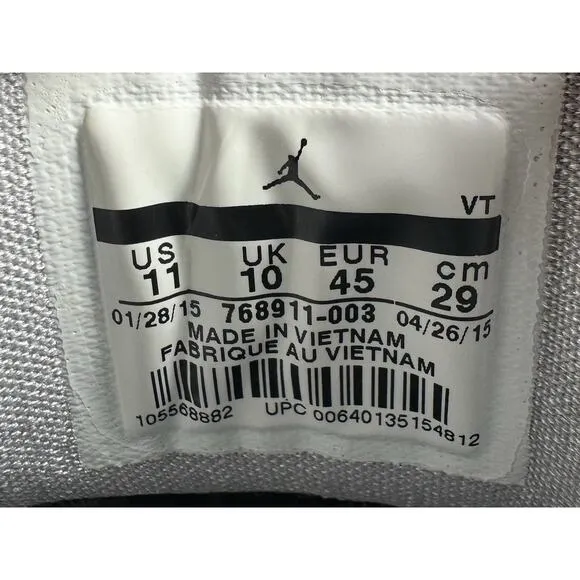 VT
US UK EUR cm
11 10 45 29
01/28/15 768911-003 04/26/15
MADE IN VIETNAM
FABRIQUE AU VIETNAM
105568882 UPC 00640135154812